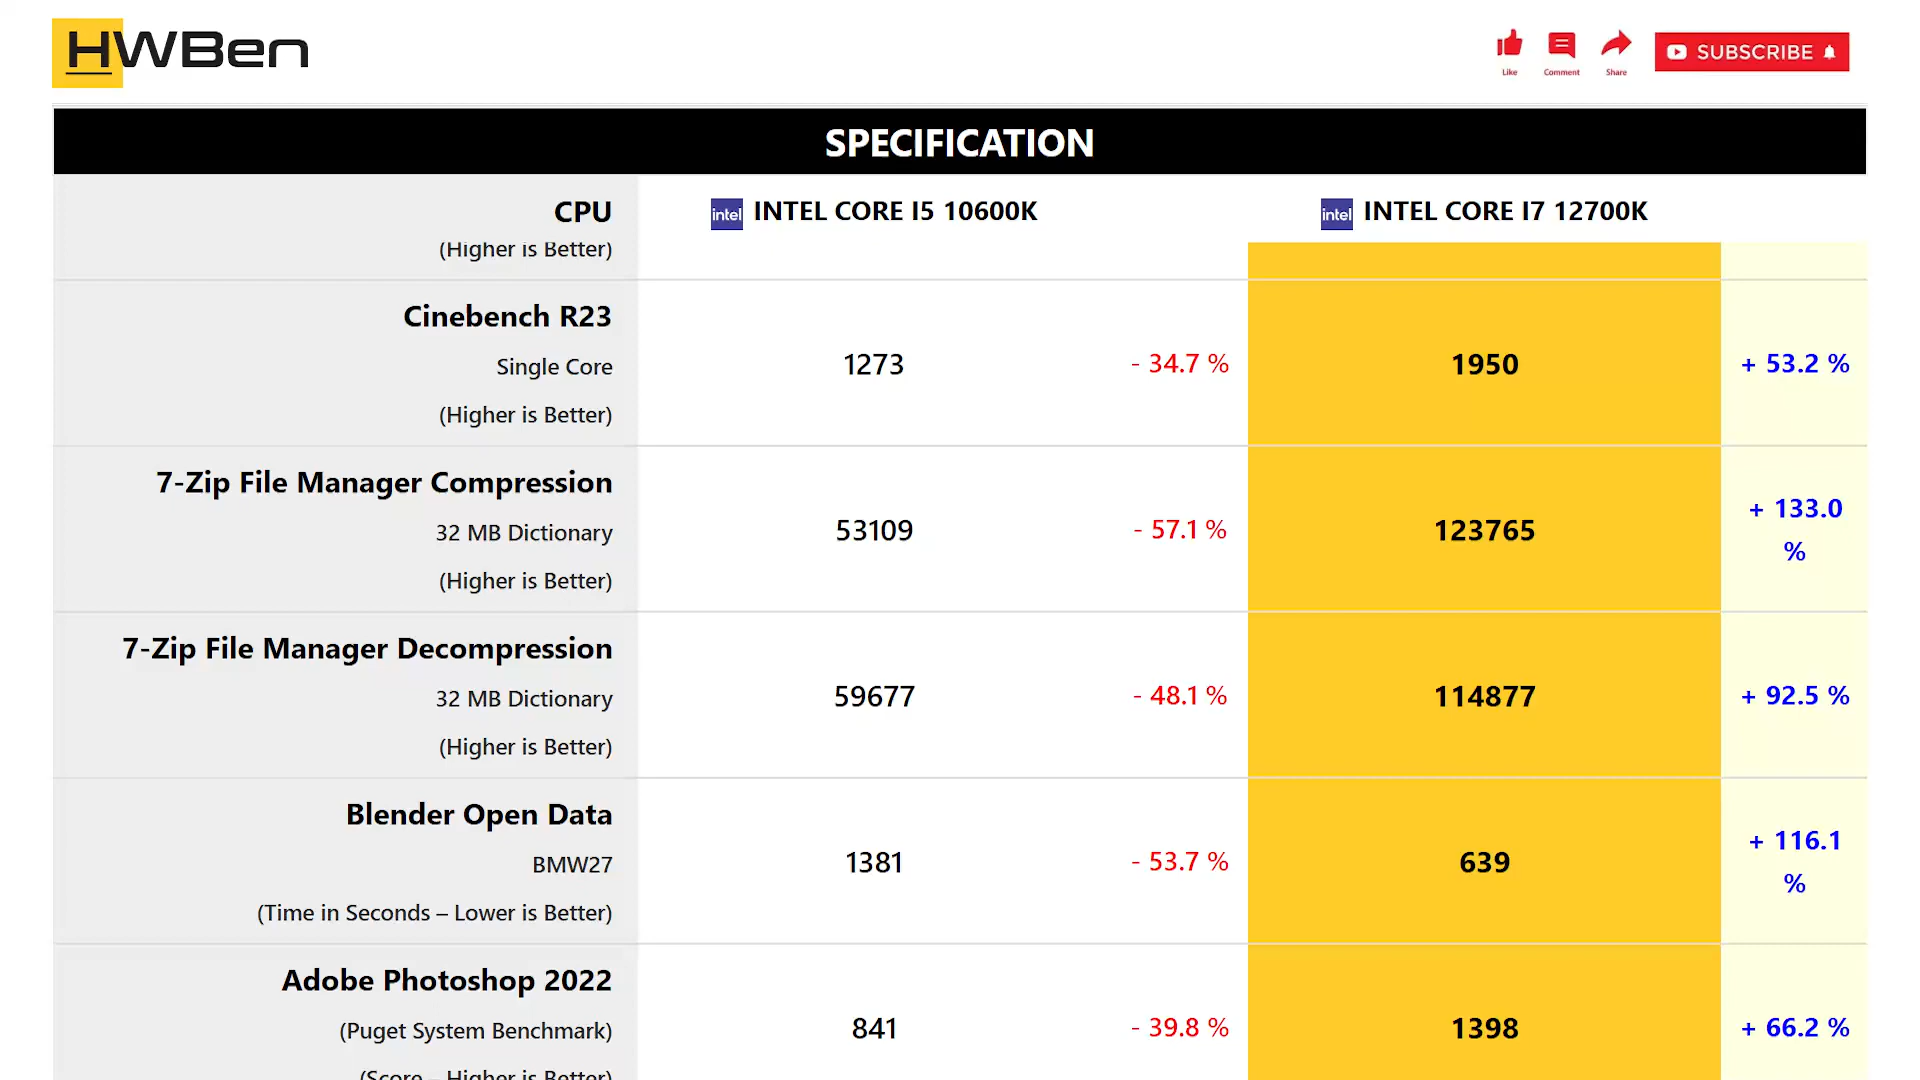 HWBen
Like
Comment
Share
SUBSCRIBE
SPECIFICATION
CPU
intel INTEL CORE I5 10600K
intel INTEL CORE I7 12700K
(Higher is Better)
Cinebench R23
Single Core
(Higher is Better)
1273
- 34.7 %
1950
+ 53.2 %
7-Zip File Manager Compression
32 MB Dictionary
(Higher is Better)
53109
- 57.1 %
123765
+ 133.0
%
7-Zip File Manager Decompression
32 MB Dictionary
(Higher is Better)
59677
- 48.1 %
114877
+ 92.5 %
Blender Open Data
BMW27
(Time in Seconds – Lower is Better)
1381
- 53.7 %
639
+ 116.1
%
Adobe Photoshop 2022
(Puget System Benchmark)
(Score – Higher is Better)
841
- 39.8 %
1398
+ 66.2 %